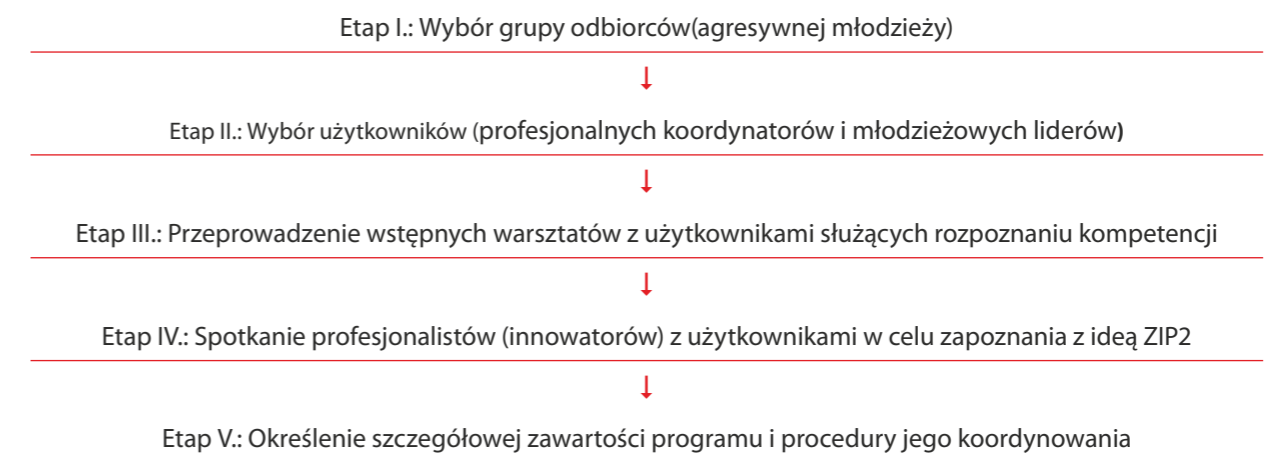 Etap I.: Wybór grupy odbiorców(agresywnej młodzieży)
Etap II.: Wybór użytkowników (profesjonalnych koordynatorów i młodzieżowych liderów)
Etap III.: Przeprowadzenie wstępnych warsztatów z użytkownikami służących rozpoznaniu kompetencji
Etap IV.: Spotkanie profesjonalistów (innowatorów) z użytkownikami w celu zapoznania z ideą ZIP2
Etap V.: Określenie szczegółowej zawartości programu i procedury jego koordynowania